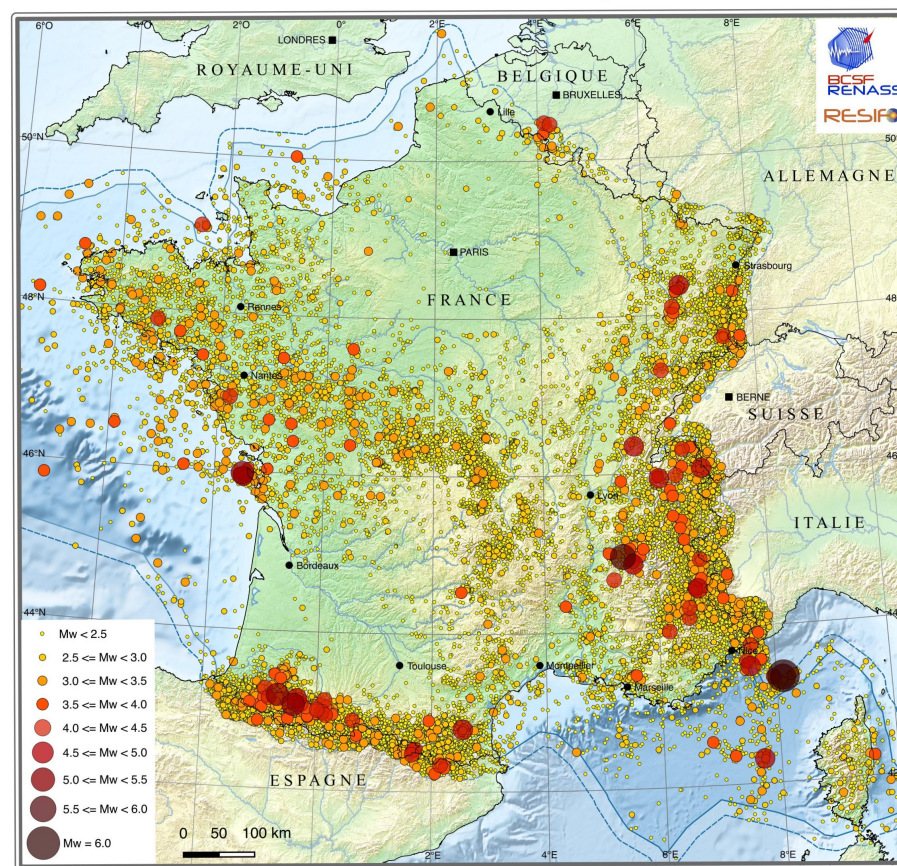 6°O 4°O 2°O 0° 2°E 4°E 6°E 8°E
LONDRES
ROYAUME-UNI
BELGIQUE
BRUXELLES
Lille
BCSF
RENASS
RESIF
50°N
ALLEMAGNE
PARIS
Strasbourg
FRANCE
48°N
Rennes
Nantes
BERNE
SUISSE
46°N
Lyon
ITALIE
Bordeaux
44°N
Toulouse
Montpellier
Nice
Marseille
ESPAGNE
Mw < 2.5
2.5 <= Mw < 3.0
3.0 <= Mw < 3.5
3.5 <= Mw < 4.0
4.0 <= Mw < 4.5
4.5 <= Mw < 5.0
5.0 <= Mw < 5.5
5.5 <= Mw < 6.0
Mw = 6.0
0 50 100 km
2°E 4°E 6°E 8°E